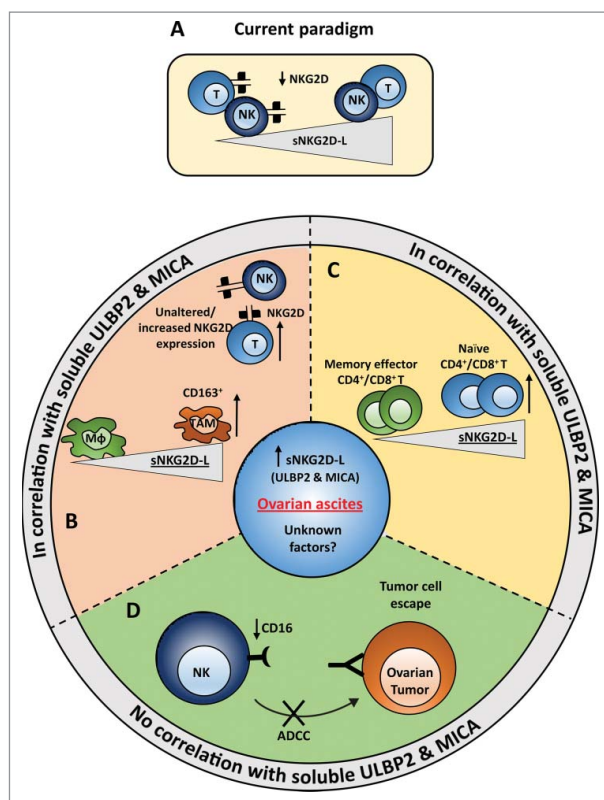 A
Current paradigm
T
NK
↓ NKG2D
NK
T
sNKG2D-L
In correlation with soluble ULBP2 & MICA
B
NK
Unaltered/
increased NKG2D
expression
NKG2D
T
CD163⁺
Mϕ
TAM
sNKG2D-L
In correlation with soluble ULBP2 & MICA
C
Memory effector
CD4⁺/CD8⁺T
Naïve
CD4⁺/CD8⁺T
sNKG2D-L
↑ sNKG2D-L
(ULBP2 & MICA)
Ovarian ascites
Unknown
factors?
D
↓CD16
NK
ADCC
Tumor cell
escape
Ovarian
Tumor
No correlation with soluble ULBP2 & MICA